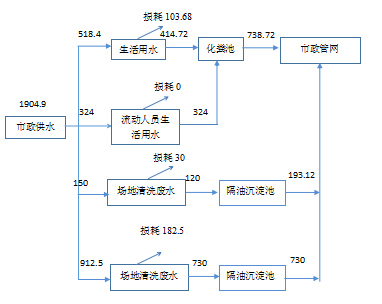 损耗 103.68
518.4
生活用水
414.72
化粪池
738.72
市政管网
损耗 0
1904.9
市政供水
324
流动人员生
活用水
324
损耗 30
150
场地清洗废水
120
隔油沉淀池
193.12
损耗 182.5
912.5
场地清洗废水
730
隔油沉淀池
730